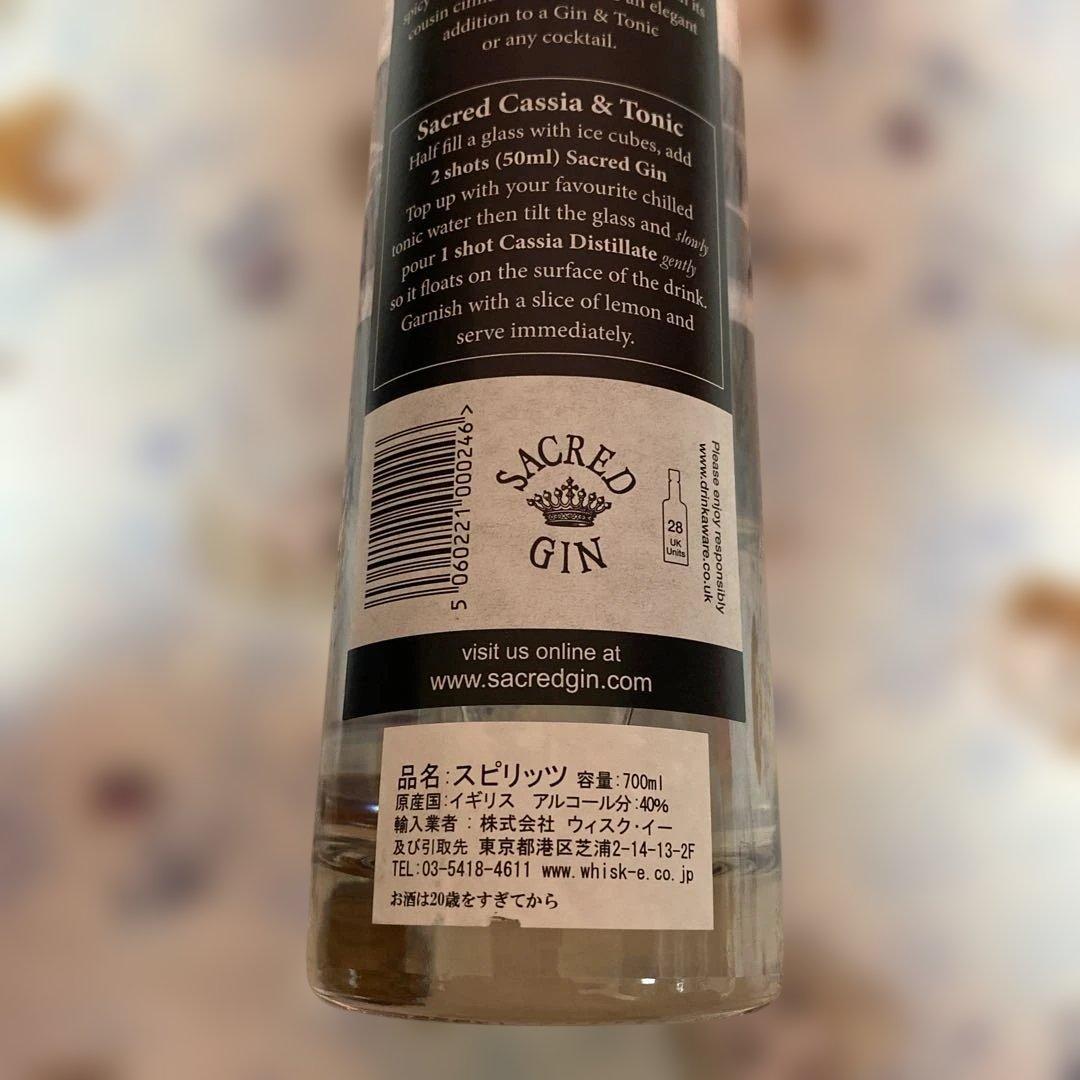 spicy
cousin an elegant
addition to a Gin & Tonic
or any cocktail.
Sacred Cassia & Tonic
Half fill a glass with ice cubes, add
2 shots (50ml) Sacred Gin
Top up with your favourite chilled
tonic water then tilt the glass and slowly
pour 1 shot Cassia Distillate gently
so it floats on the surface of the drink.
Garnish with a slice of lemon and
serve immediately.
5 060221 000246 >
SACRED
GIN
28
UK
Units
Please enjoy responsibly
www.drinkaware.co.uk
visit us online at
www.sacredgin.com
品名:スピリッツ 容量:700ml
原産国:イギリス アルコール分:40%
輸入業者 : 株式会社 ウィスク・イー
及び引取先 東京都港区芝浦2-14-13-2F
TEL:03-5418-4611 www.whisk-e.co.jp
お酒は20歳をすぎてから